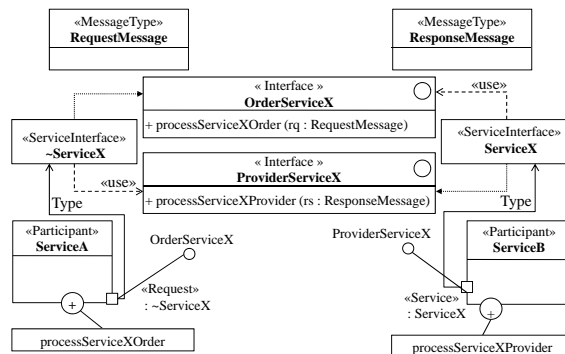 «MessageType»
RequestMessage
«MessageType»
ResponseMessage
« Interface »
OrderServiceX
+ processServiceXOrder (rq : RequestMessage)
«use»
«ServiceInterface»
~ServiceX
«ServiceInterface»
ServiceX
« Interface »
ProviderServiceX
+ processServiceXProvider (rs : ResponseMessage)
«use»
Type
Type
«Participant»
ServiceA
OrderServiceX
ProviderServiceX
«Participant»
ServiceB
«Request»
: ~ServiceX
«Service»
: ServiceX
+
+
processServiceXOrder
processServiceXProvider